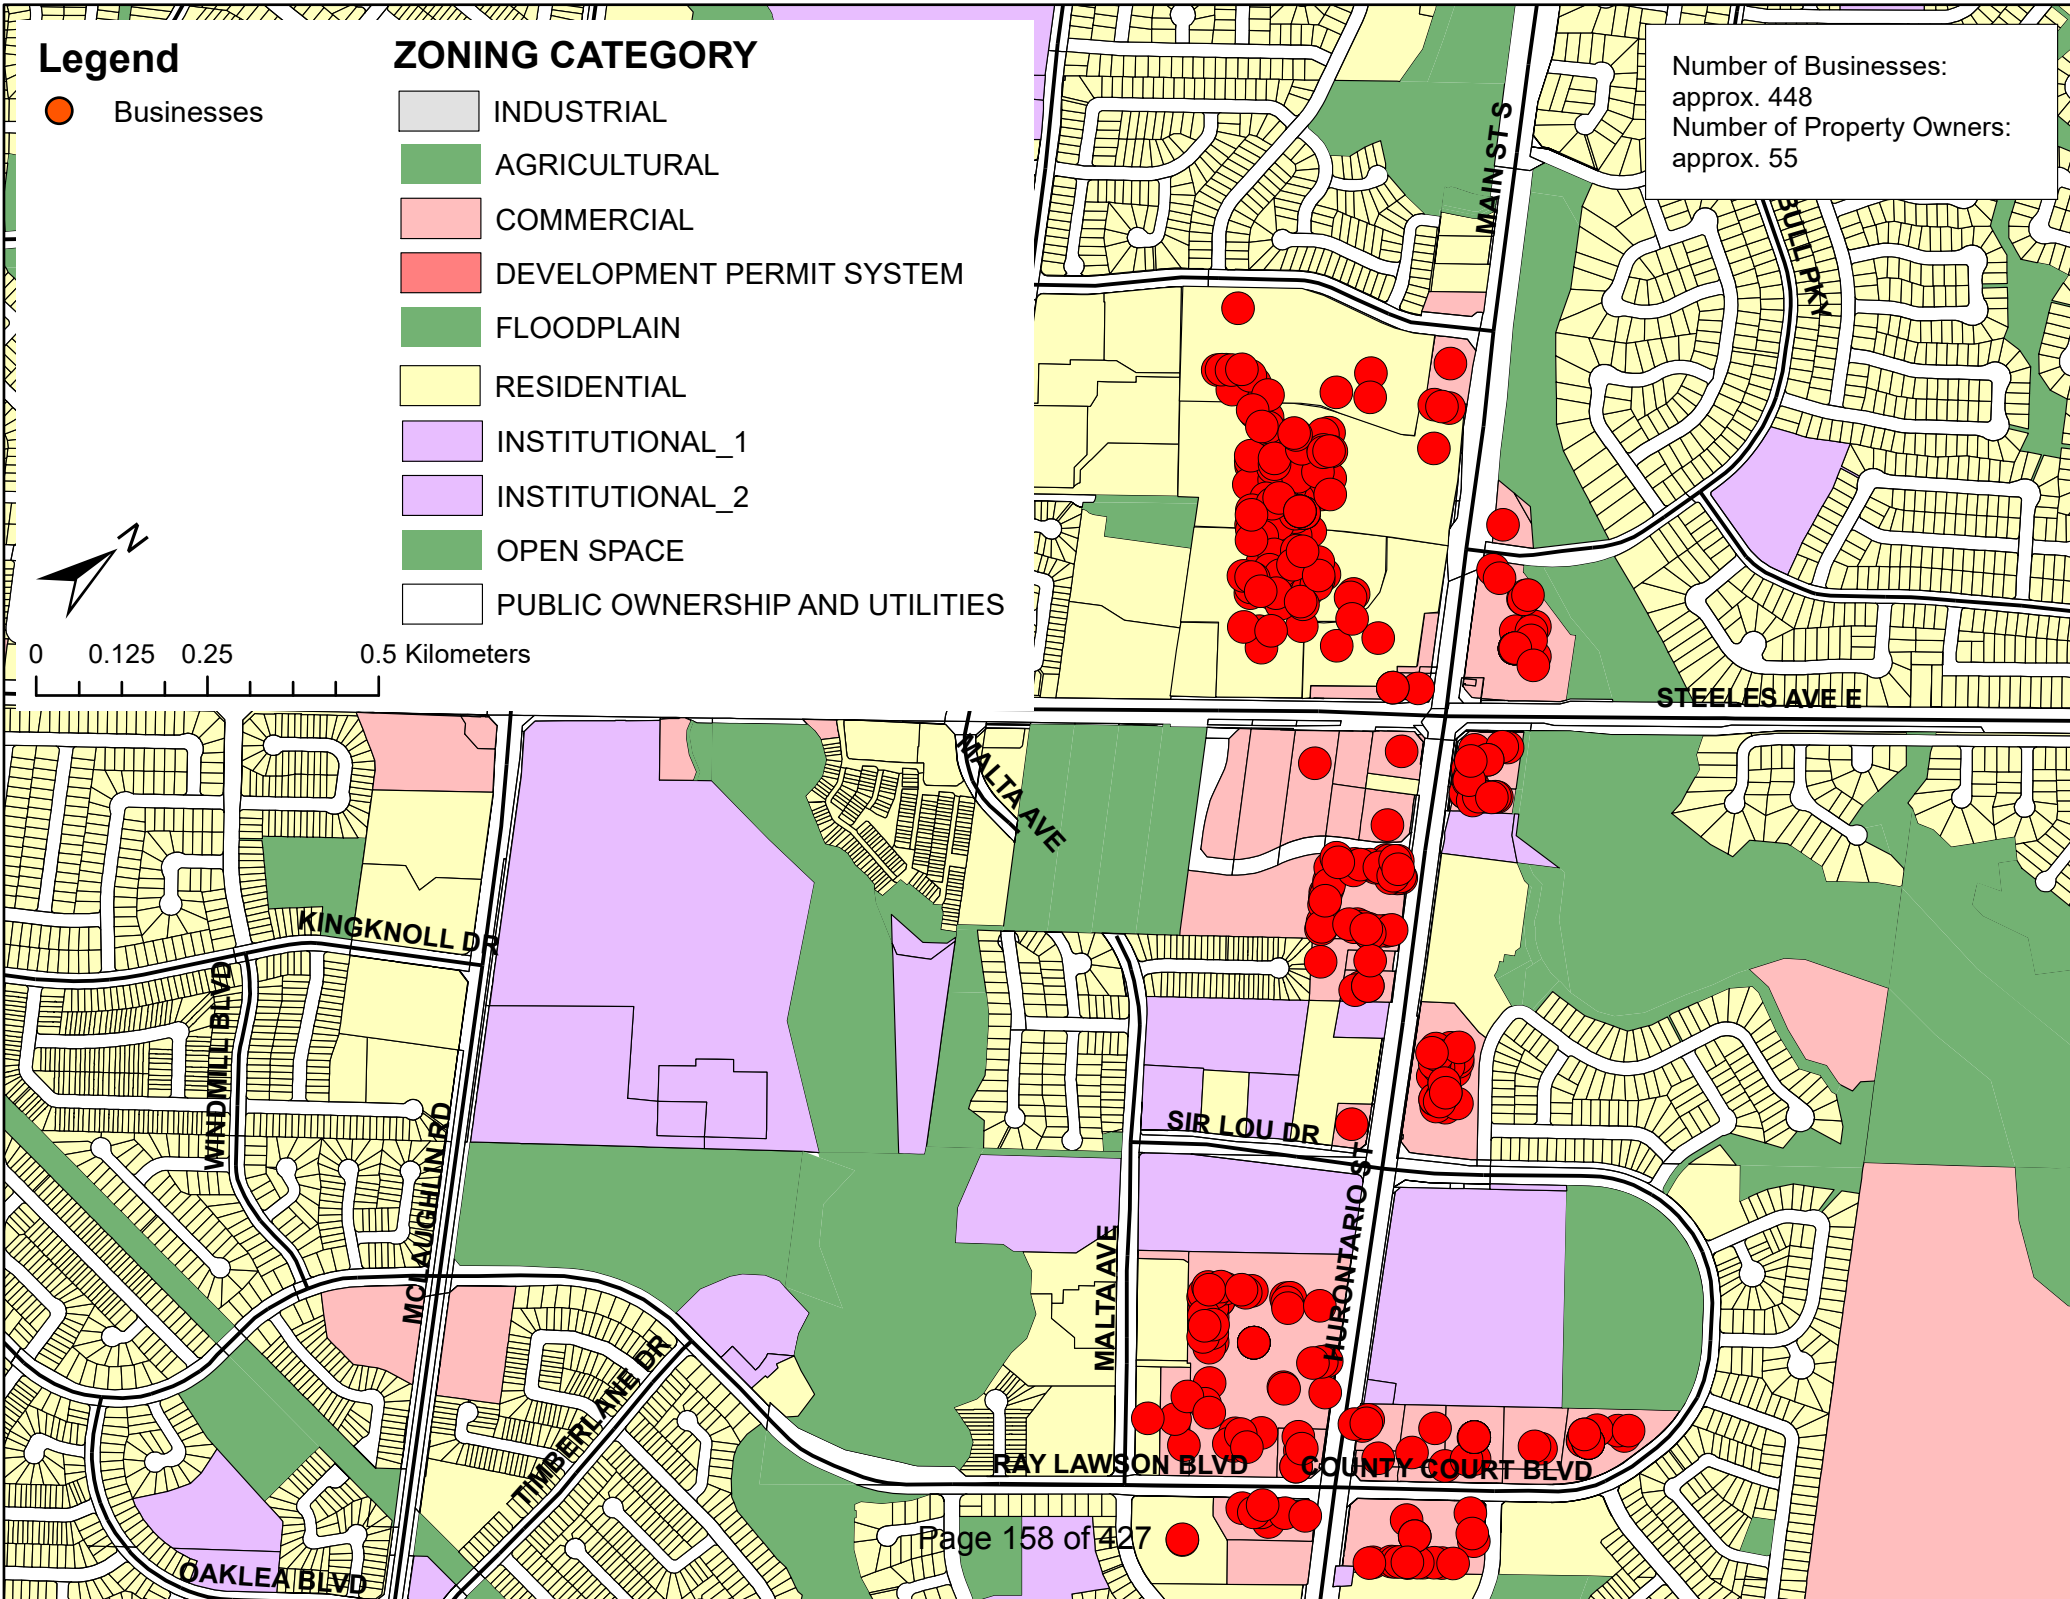 Legend
Businesses
ZONING CATEGORY
INDUSTRIAL
AGRICULTURAL
COMMERCIAL
DEVELOPMENT PERMIT SYSTEM
FLOODPLAIN
RESIDENTIAL
INSTITUTIONAL_1
INSTITUTIONAL_2
OPEN SPACE
PUBLIC OWNERSHIP AND UTILITIES
N
0 0.125 0.25 0.5 Kilometers
Number of Businesses:
approx. 448
Number of Property Owners:
approx. 55
MAIN ST S
BULL PKY
STEELES AVE E
MALTA AVE
KINGKNOLL DR
WINDMILL BLVD
MCLAUGHLIN RD
SIR LOU DR
HURONTARIO ST
MALTA AVE
TIMBERLANE DR
RAY LAWSON BLVD
COUNTY COURT BLVD
OAKLEA BLVD
Page 158 of 427